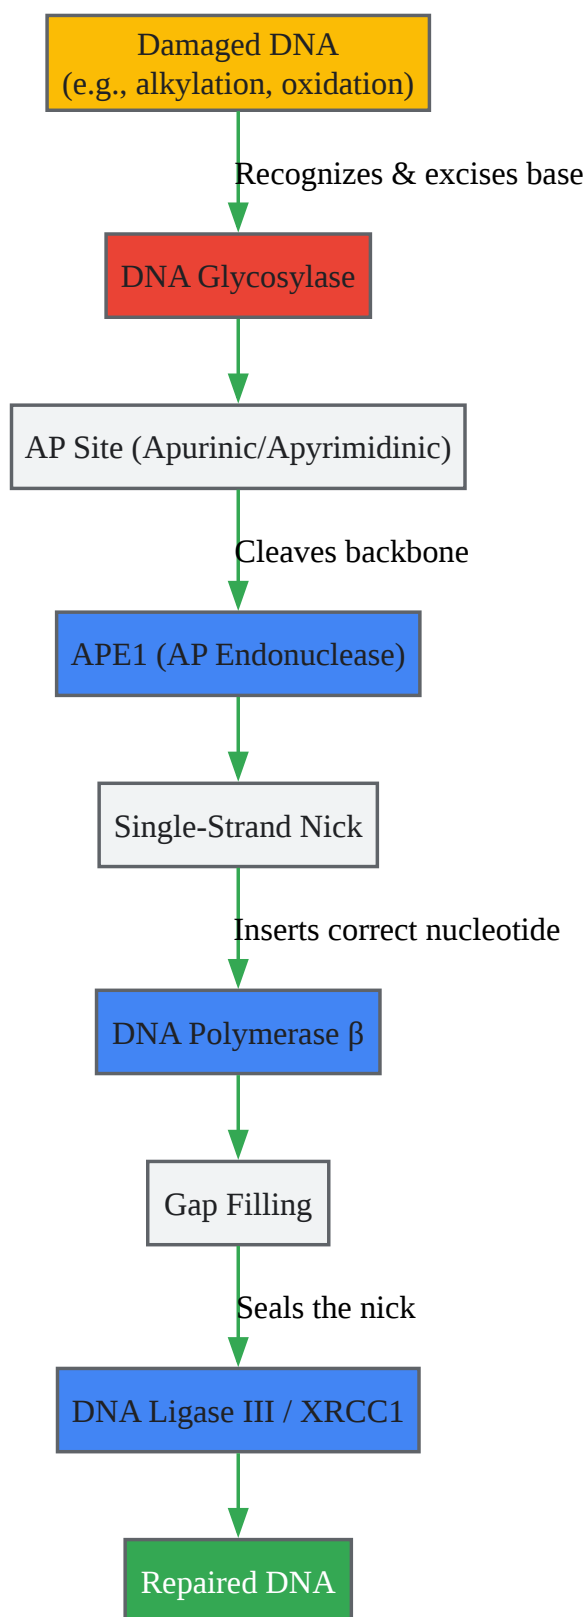 Damaged DNA
(e.g., alkylation, oxidation)
Recognizes & excises base
DNA Glycosylase
AP Site (Apurinic/Apyrimidinic)
Cleaves backbone
APE1 (AP Endonuclease)
Single-Strand Nick
Inserts correct nucleotide
DNA Polymerase β
Gap Filling
Seals the nick
DNA Ligase III / XRCC1
Repaired DNA